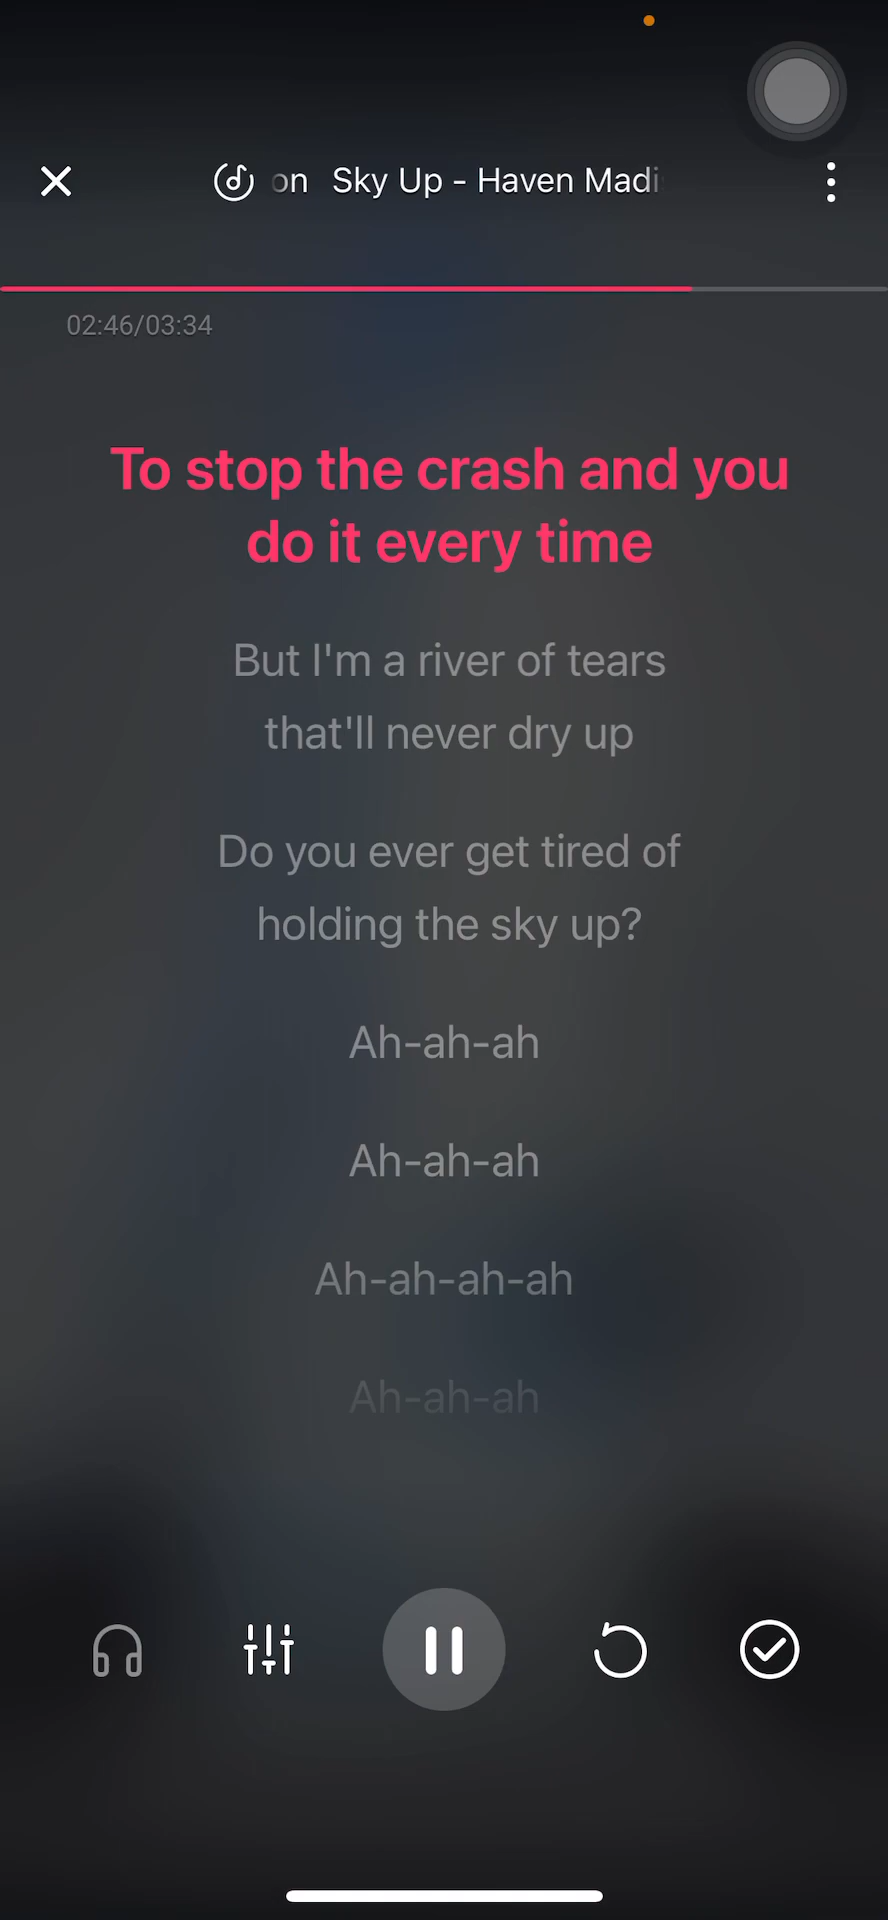 on Sky Up - Haven Madi
02:46/03:34
To stop the crash and you
do it every time
But I'm a river of tears
that'll never dry up
Do you ever get tired of
holding the sky up?
Ah-ah-ah
Ah-ah-ah
Ah-ah-ah-ah
Ah-ah-ah